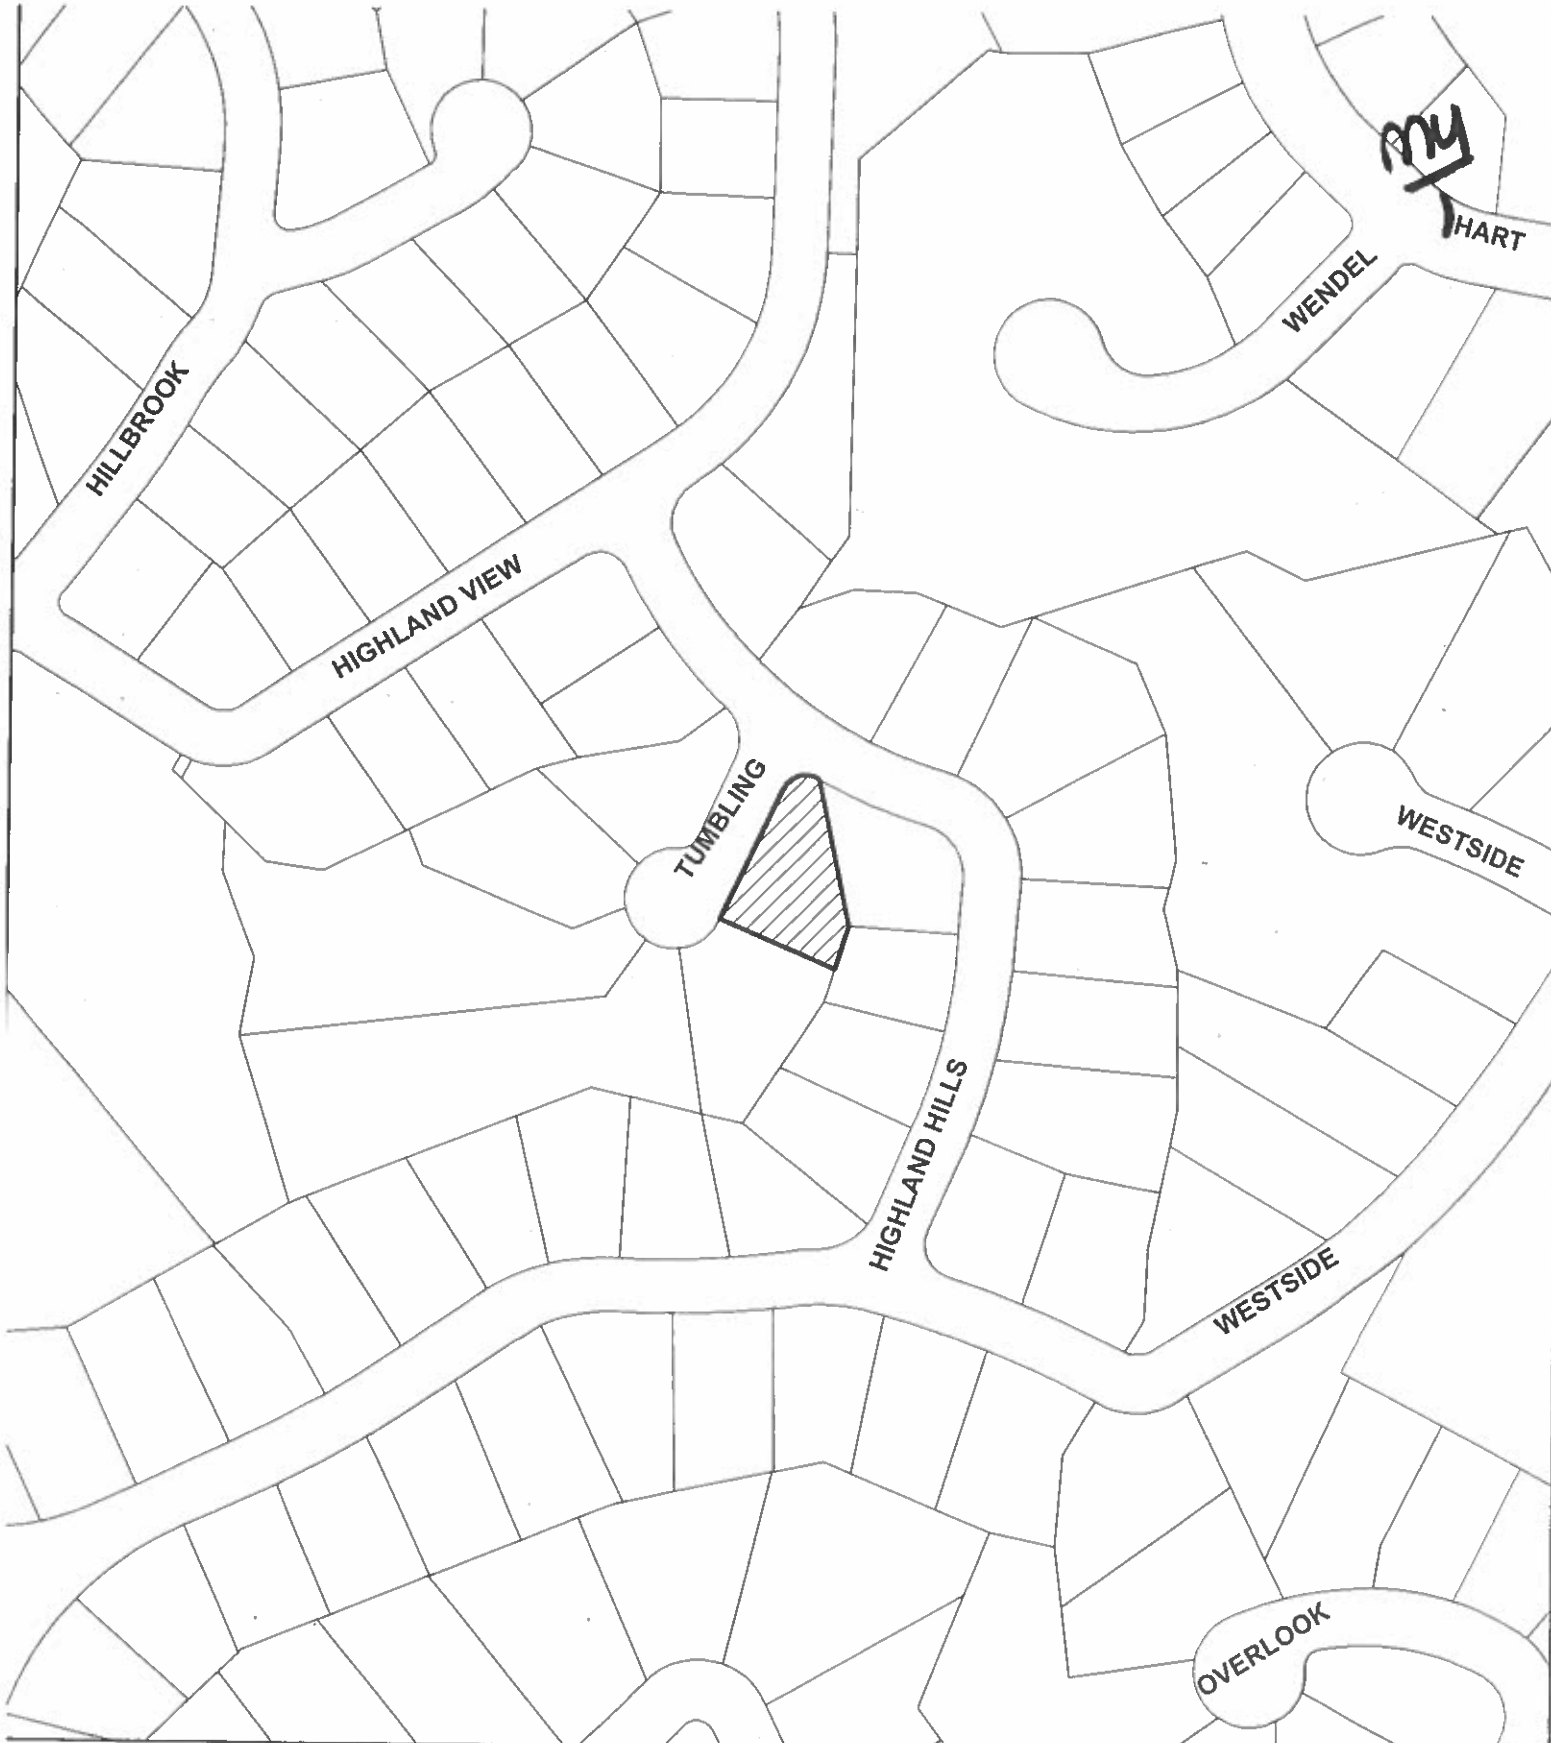 my
HART
WENDEL
HILLBROOK
HIGHLAND VIEW
TUMBLING
WESTSIDE
HIGHLAND HILLS
WESTSIDE
OVERLOOK